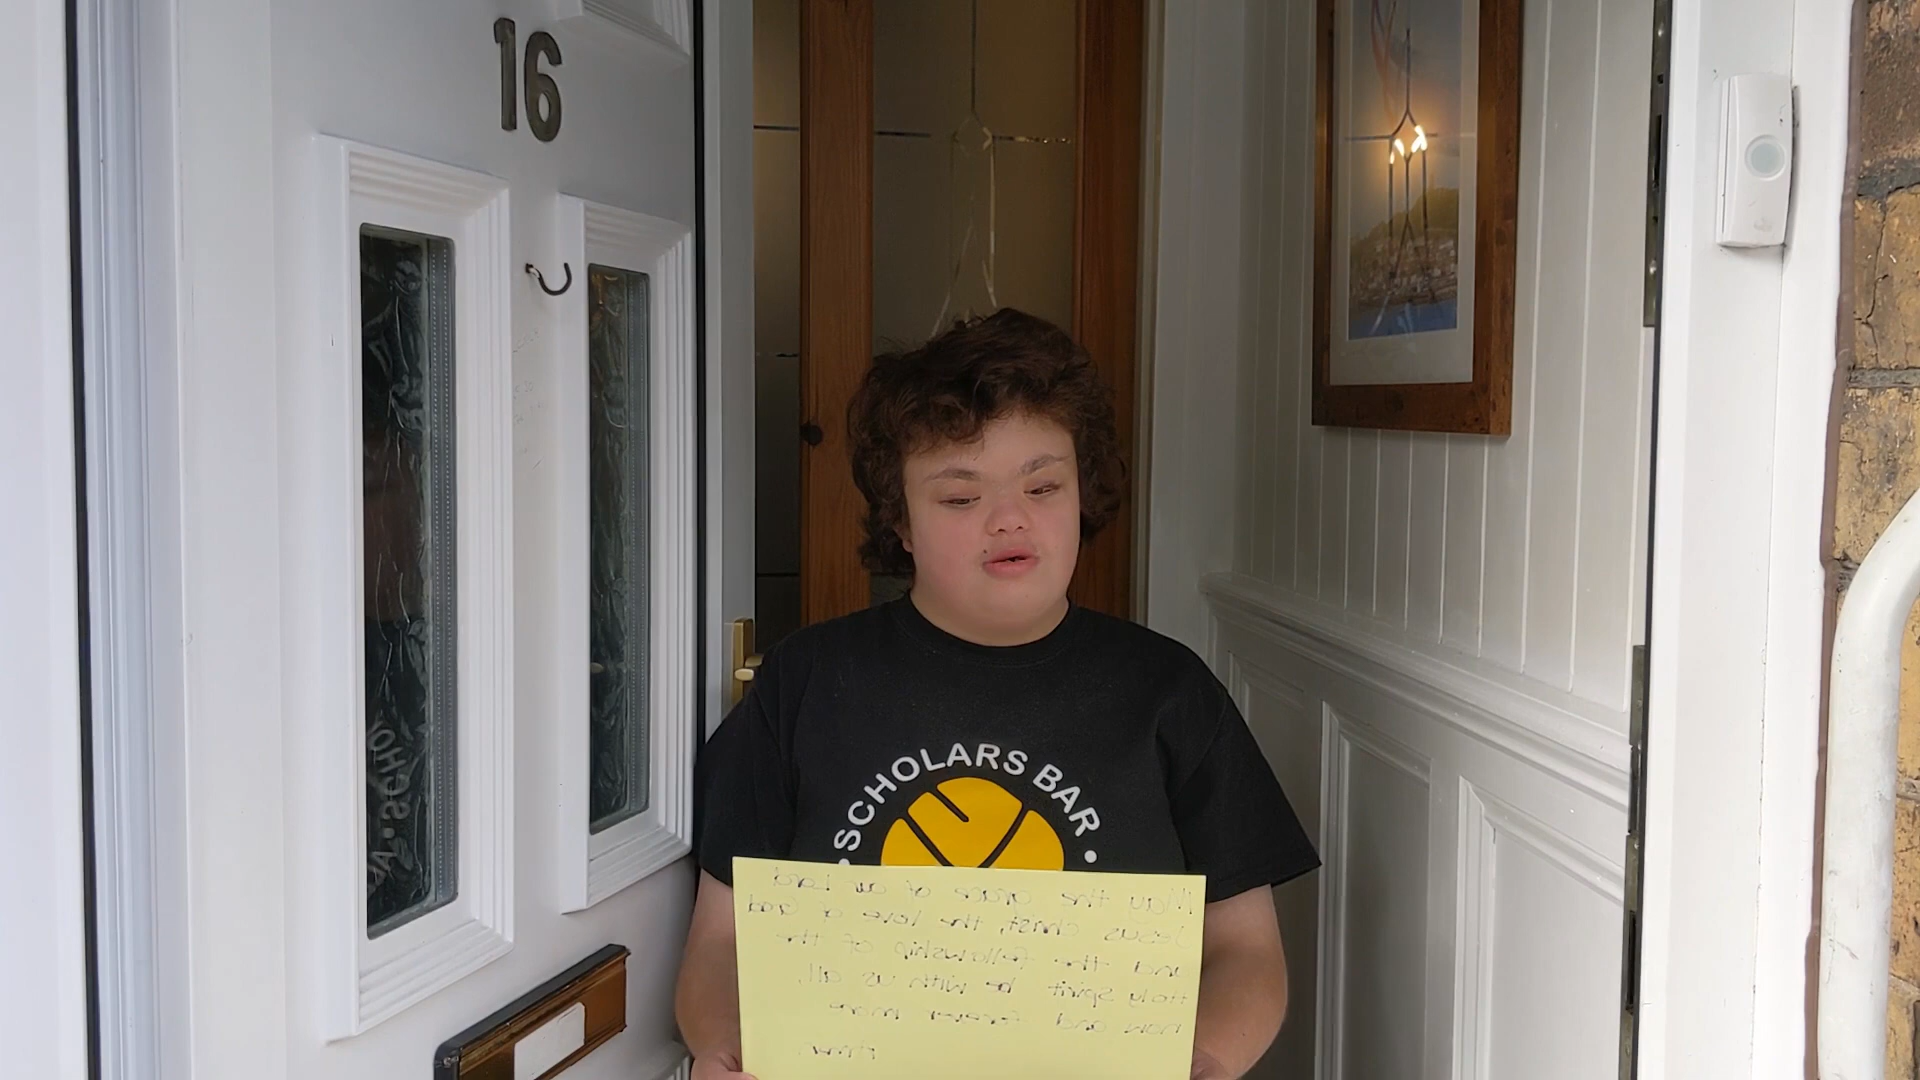 16
• SCHOLARS BAR •
May the grace of our Lord
Jesus christ, the love of God
and the fellowship of the
Holy Spirit be with us all,
now and forever more
Amen